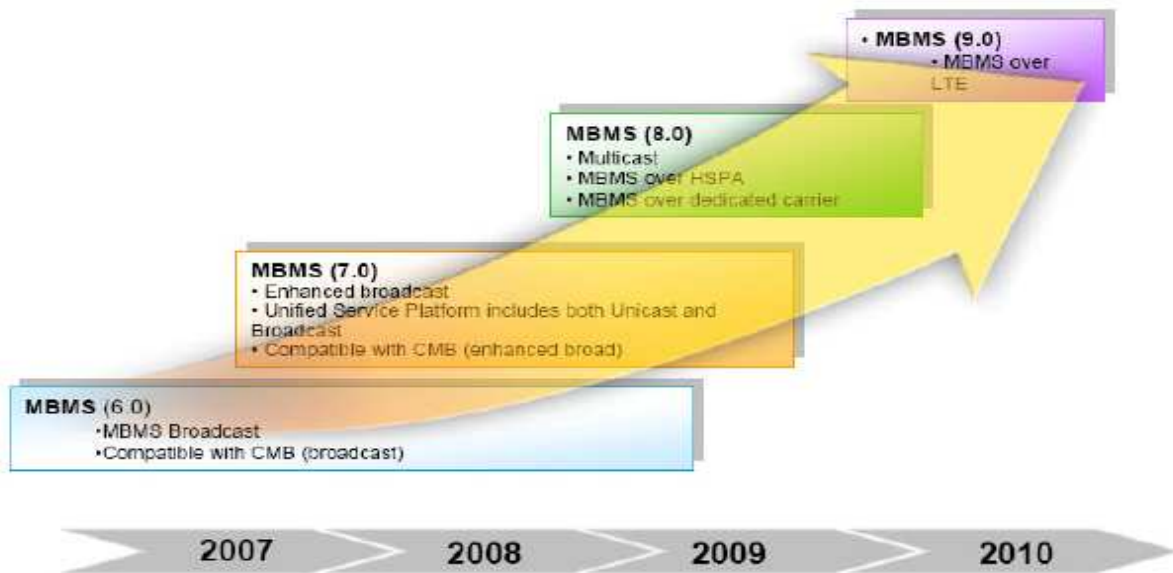 • MBMS (9.0)
• MBMS over
LTE
MBMS (8.0)
• Multicast
• MBMS over HSPA
• MBMS over dedicated carrier
MBMS (7.0)
• Enhanced broadcast
• Unified Service Platform includes both Unicast and
Broadcast
• Compatible with CMB (enhanced broad)
MBMS (6.0)
•MBMS Broadcast
•Compatible with CMB (broadcast)
2007 2008 2009 2010